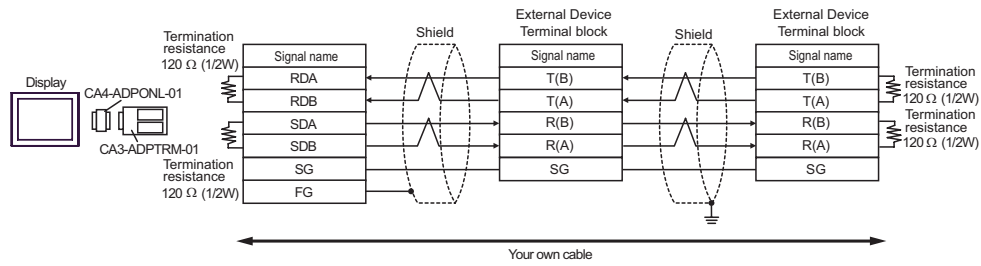 Display
CA4-ADPONL-01
CA3-ADPTRM-01
Termination
resistance
120 Ω (1/2W)
Termination
resistance
120 Ω (1/2W)
Signal name
RDA
RDB
SDA
SDB
SG
FG
Shield
External Device
Terminal block
Signal name
T(B)
T(A)
R(B)
R(A)
SG
Shield
External Device
Terminal block
Signal name
T(B)
T(A)
R(B)
R(A)
SG
Termination
resistance
120 Ω (1/2W)
Termination
resistance
120 Ω (1/2W)
Your own cable